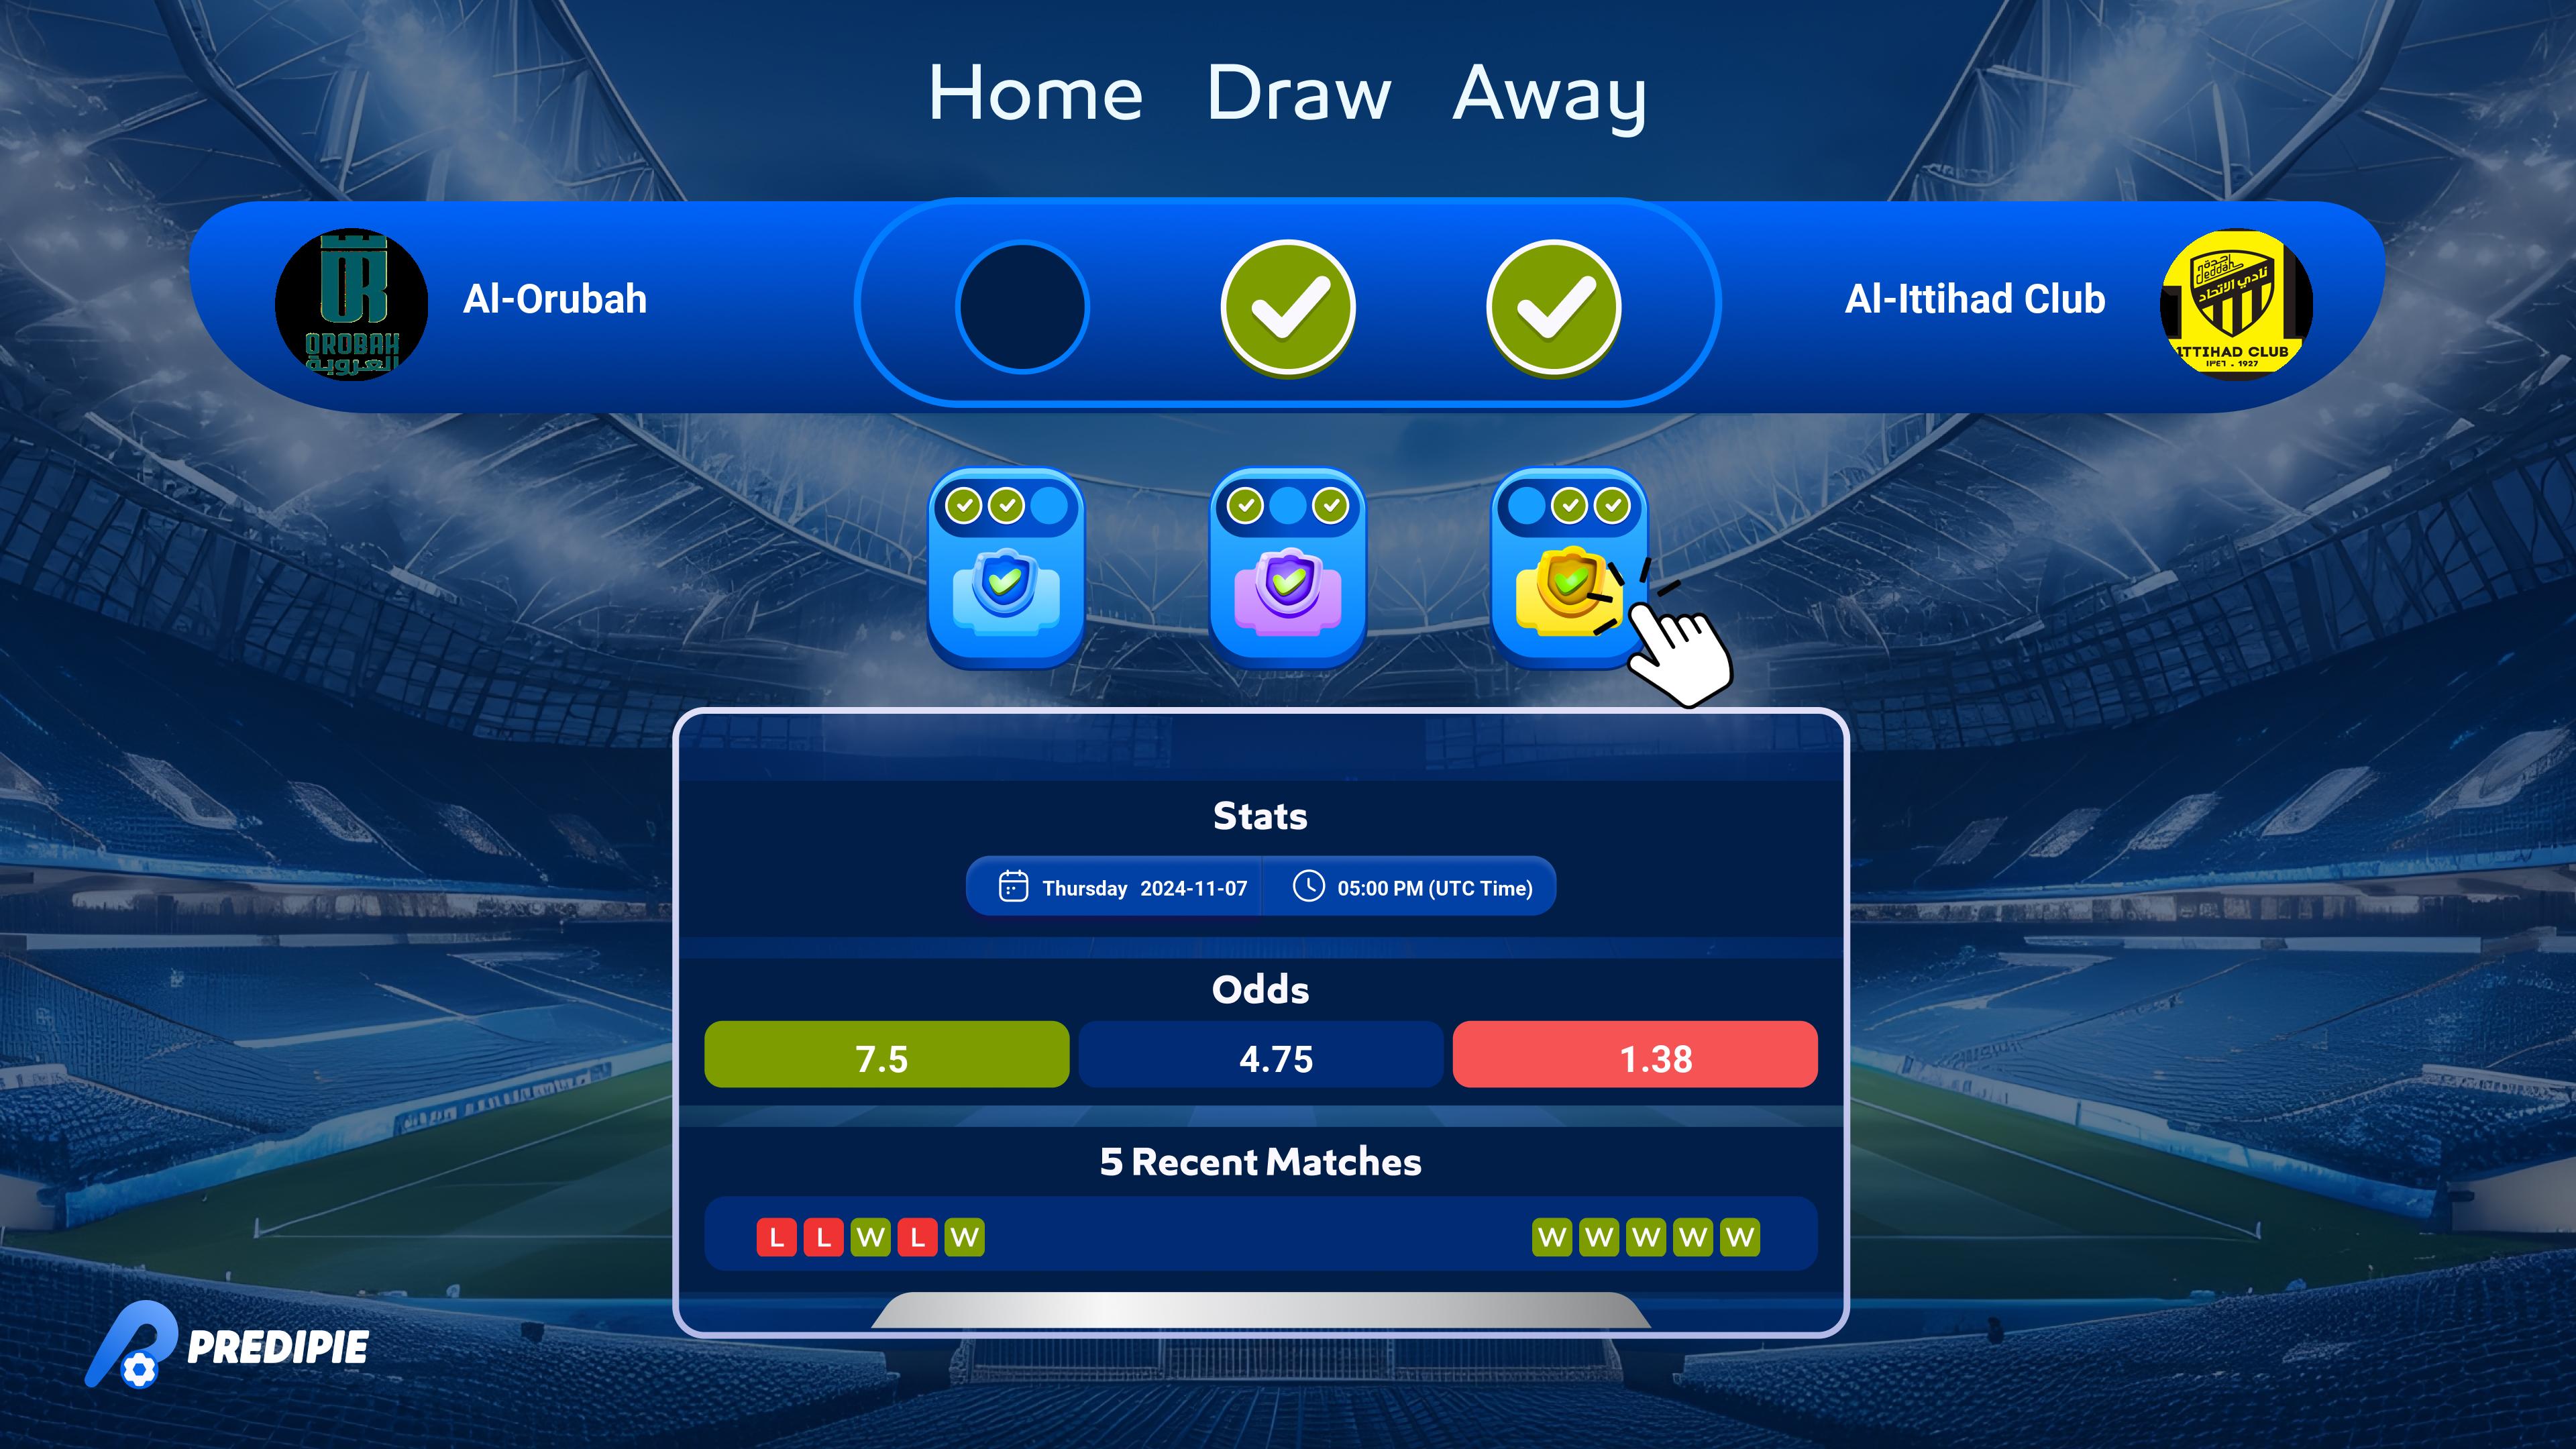 Home Draw Away
Al-Orubah
Al-Ittihad Club
OROBAH
العروبة
جدة
Jeddah
نادي الاتحاد
ITTIHAD CLUB
١٣٤٦ - 1927
Stats
Thursday 2024-11-07
05:00 PM (UTC Time)
Odds
7.5 4.75 1.38
5 Recent Matches
L L W L W W W W W W
PREDIPIE